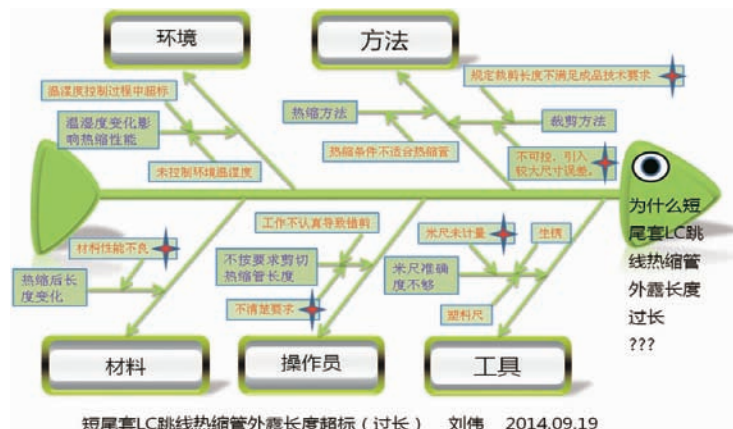 环境
方法
温湿度控制过程中超标
规定裁剪长度不满足成品技术要求
热缩方法
裁剪方法
温湿度变化影
响热缩性能
热缩条件不适合热缩管
不可控，引入
较大尺寸误差。
未控制环境温湿度
为什么短
尾套LC跳
线热缩管
外露长度
过长
???
工作不认真导致错剪
米尺未计量
生锈
材料性能不良
不按要求剪切
热缩管长度
米尺准确
度不够
热缩后长
度变化
不清楚要求
塑料尺
材料
操作员
工具
短尾套LC跳线热缩管外露长度超标（过长） 刘伟 2014.09.19